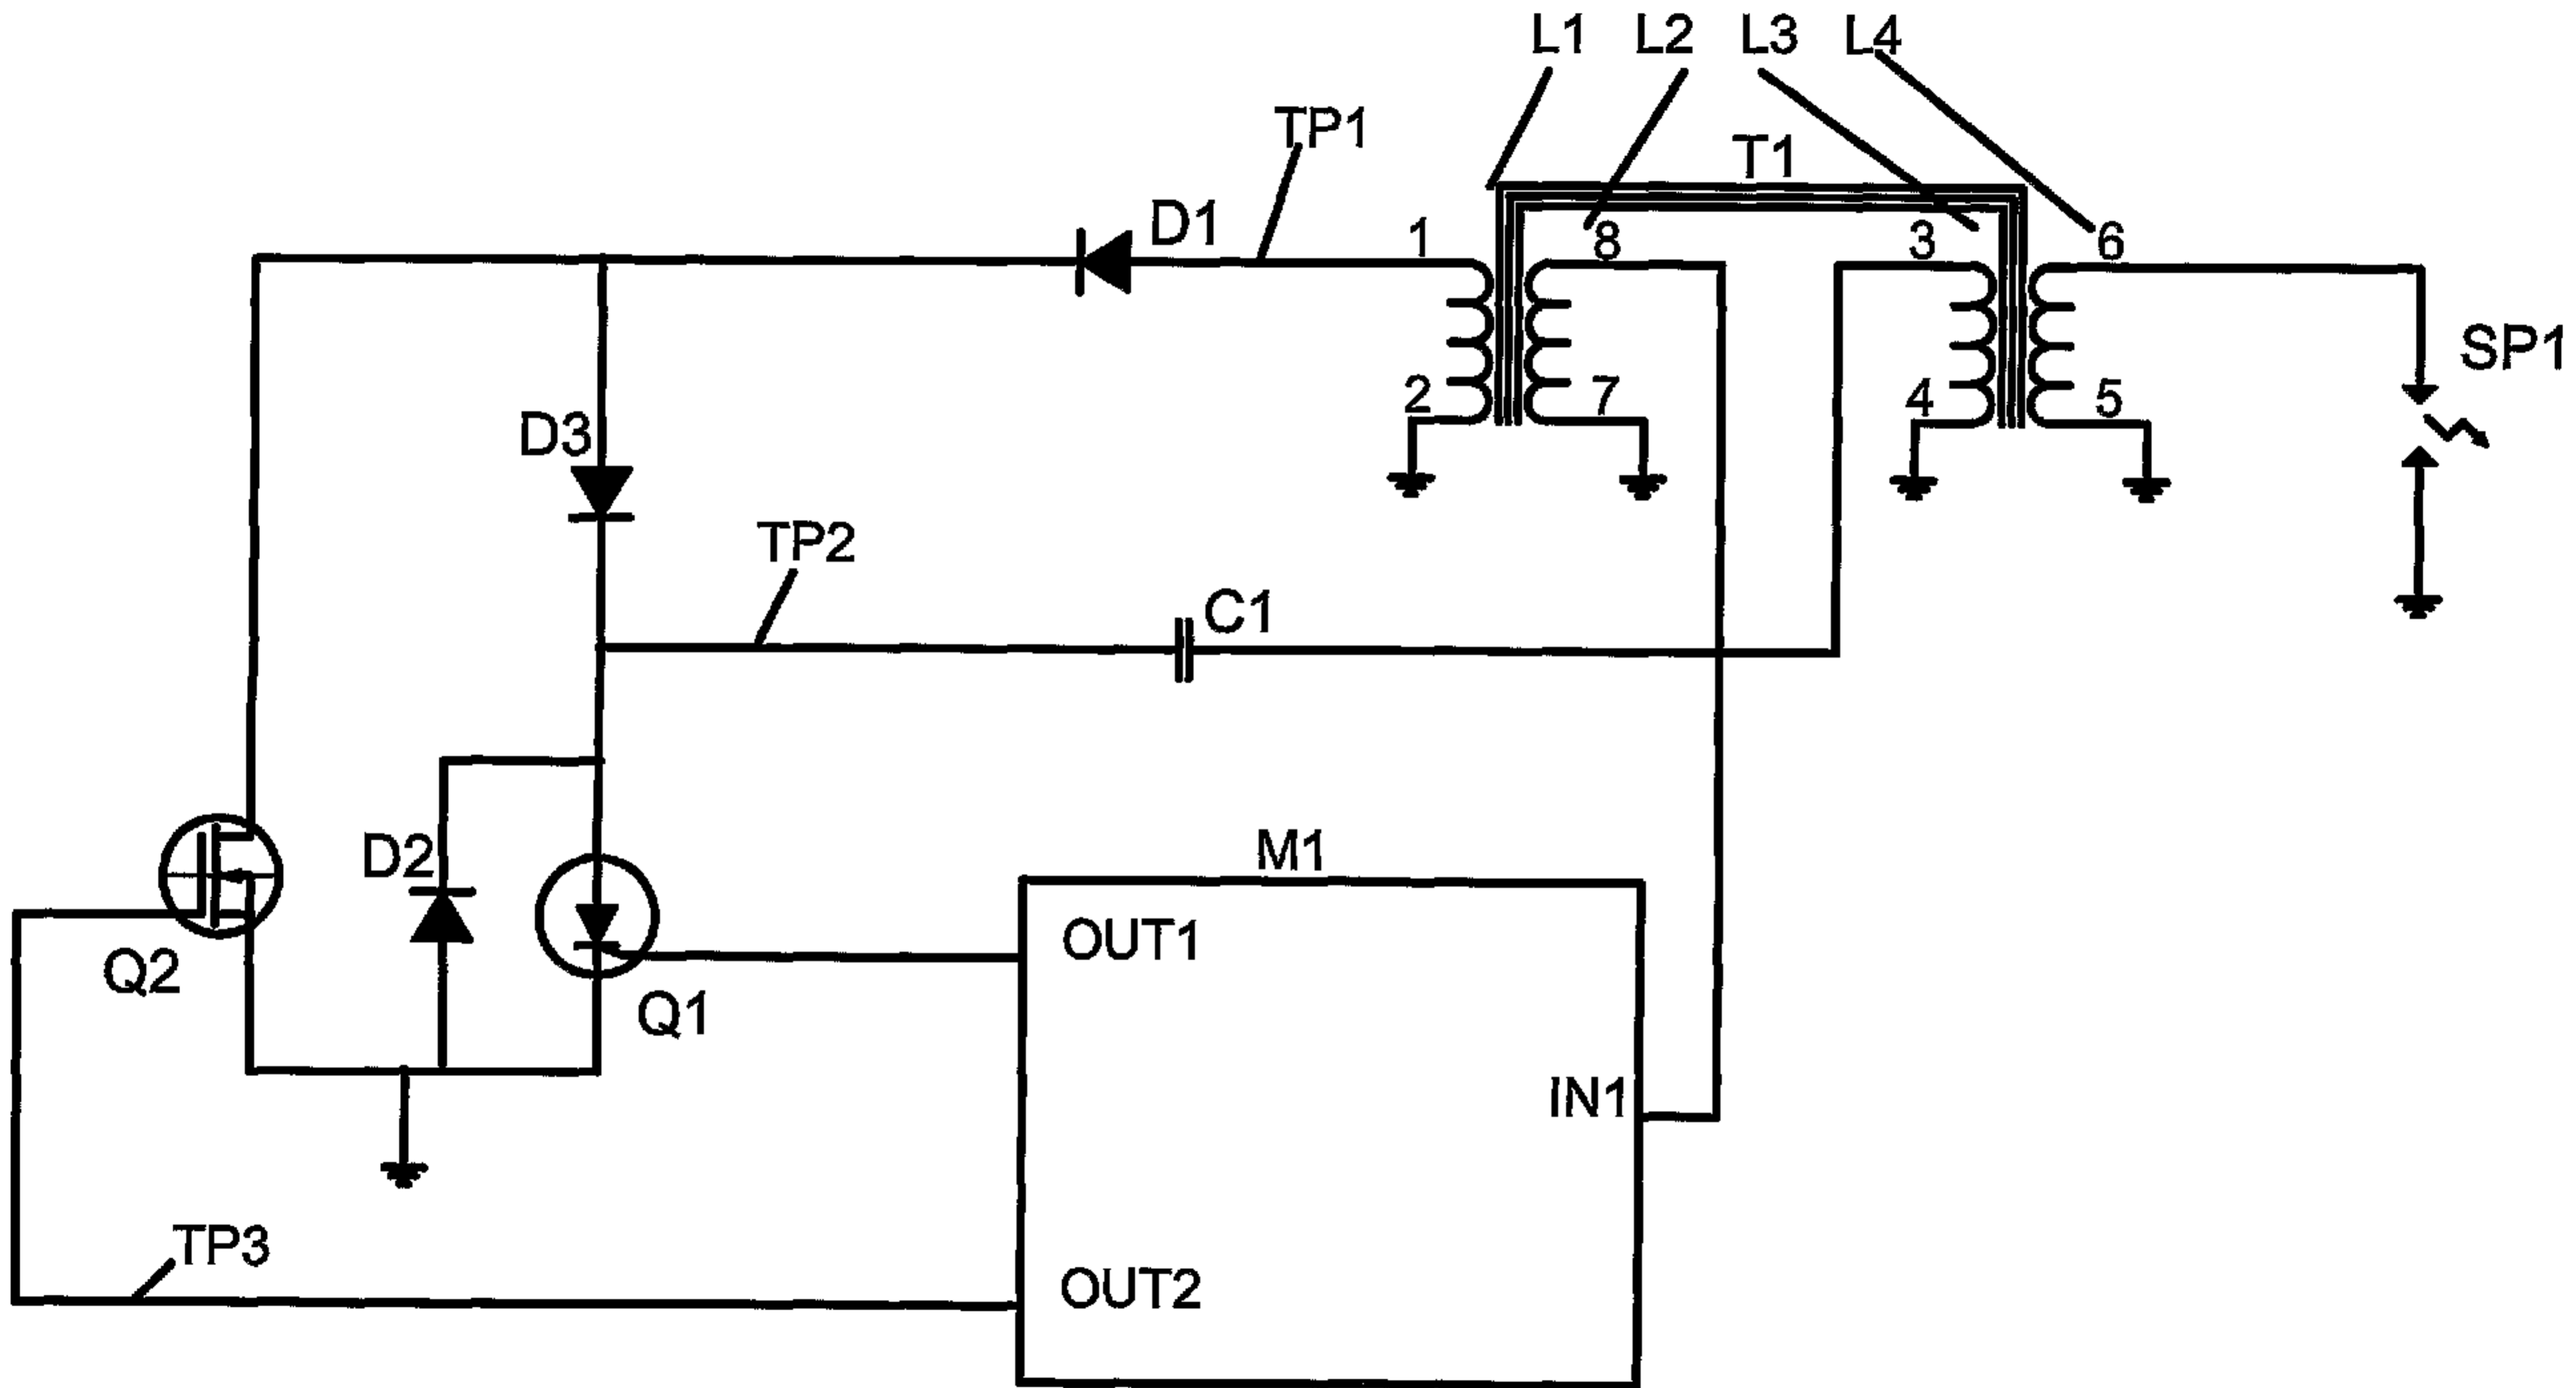 L1 L2 L3 L4
TP1
T1
D1
1 8 3 6
SP1
2 7 4 5
D3
TP2
C1
M1
D2
OUT1
Q2
Q1
IN1
TP3
OUT2